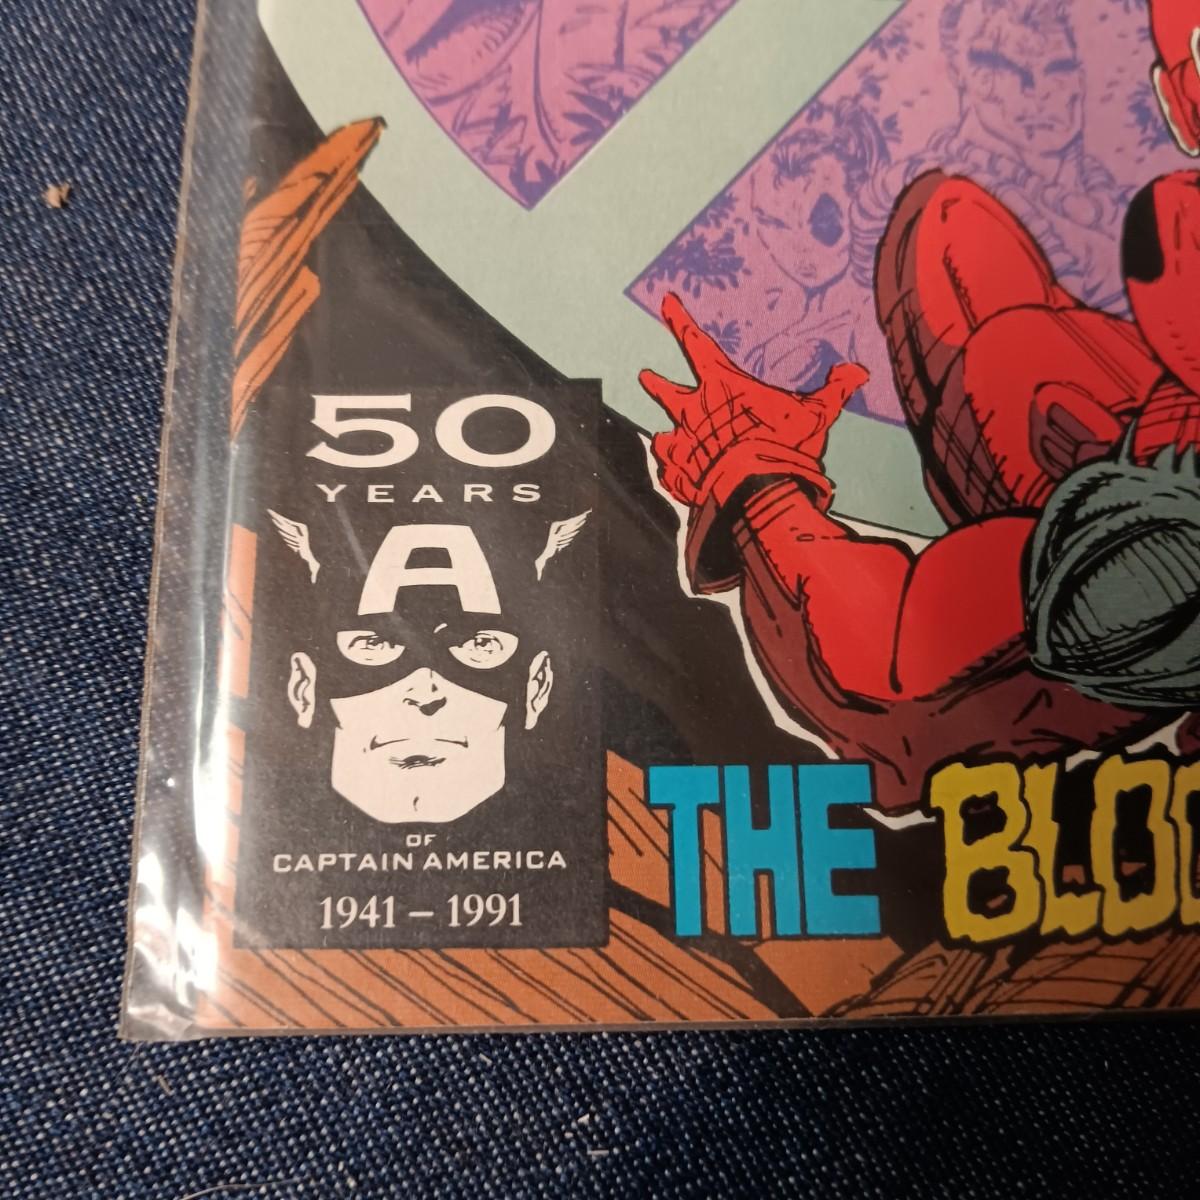 50
YEARS
A
OF
CAPTAIN AMERICA
1941 – 1991
THE